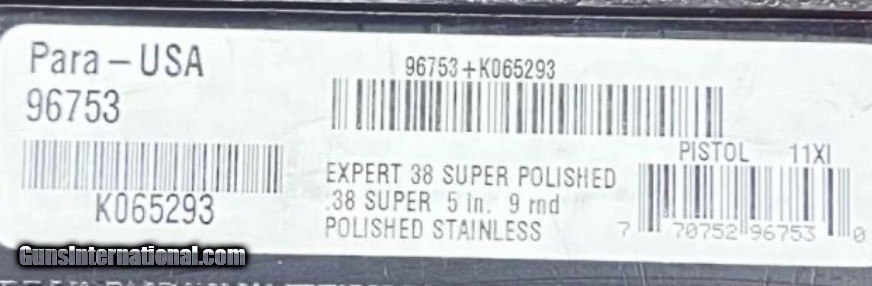 Para – USA
96753
K065293
96753+K065293
EXPERT 38 SUPER POLISHED
.38 SUPER 5 in. 9 rnd
POLISHED STAINLESS
PISTOL 11XI
7 70752 96753 0
GunsInternational.com